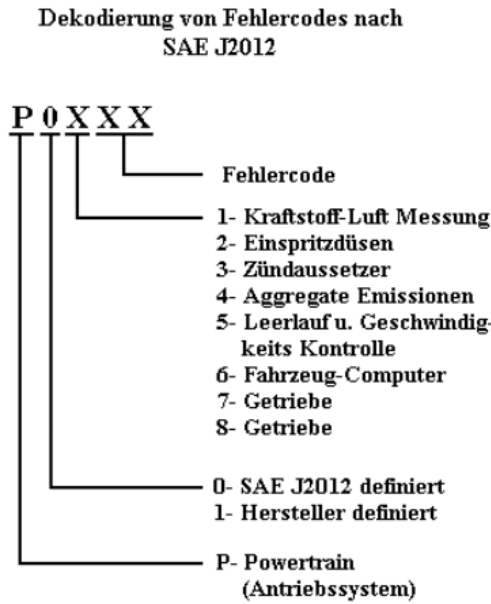 Dekodierung von Fehlercodes nach
SAE J2012
P 0 X X X
Fehlercode
1- Kraftstoff-Luft Messung
2- Einspritzdüsen
3- Zündaussetzer
4- Aggregate Emissionen
5- Leerlauf u. Geschwindig-
keits Kontrolle
6- Fahrzeug-Computer
7- Getriebe
8- Getriebe
0- SAE J2012 definiert
1- Hersteller definiert
P- Powertrain
(Antriebssystem)